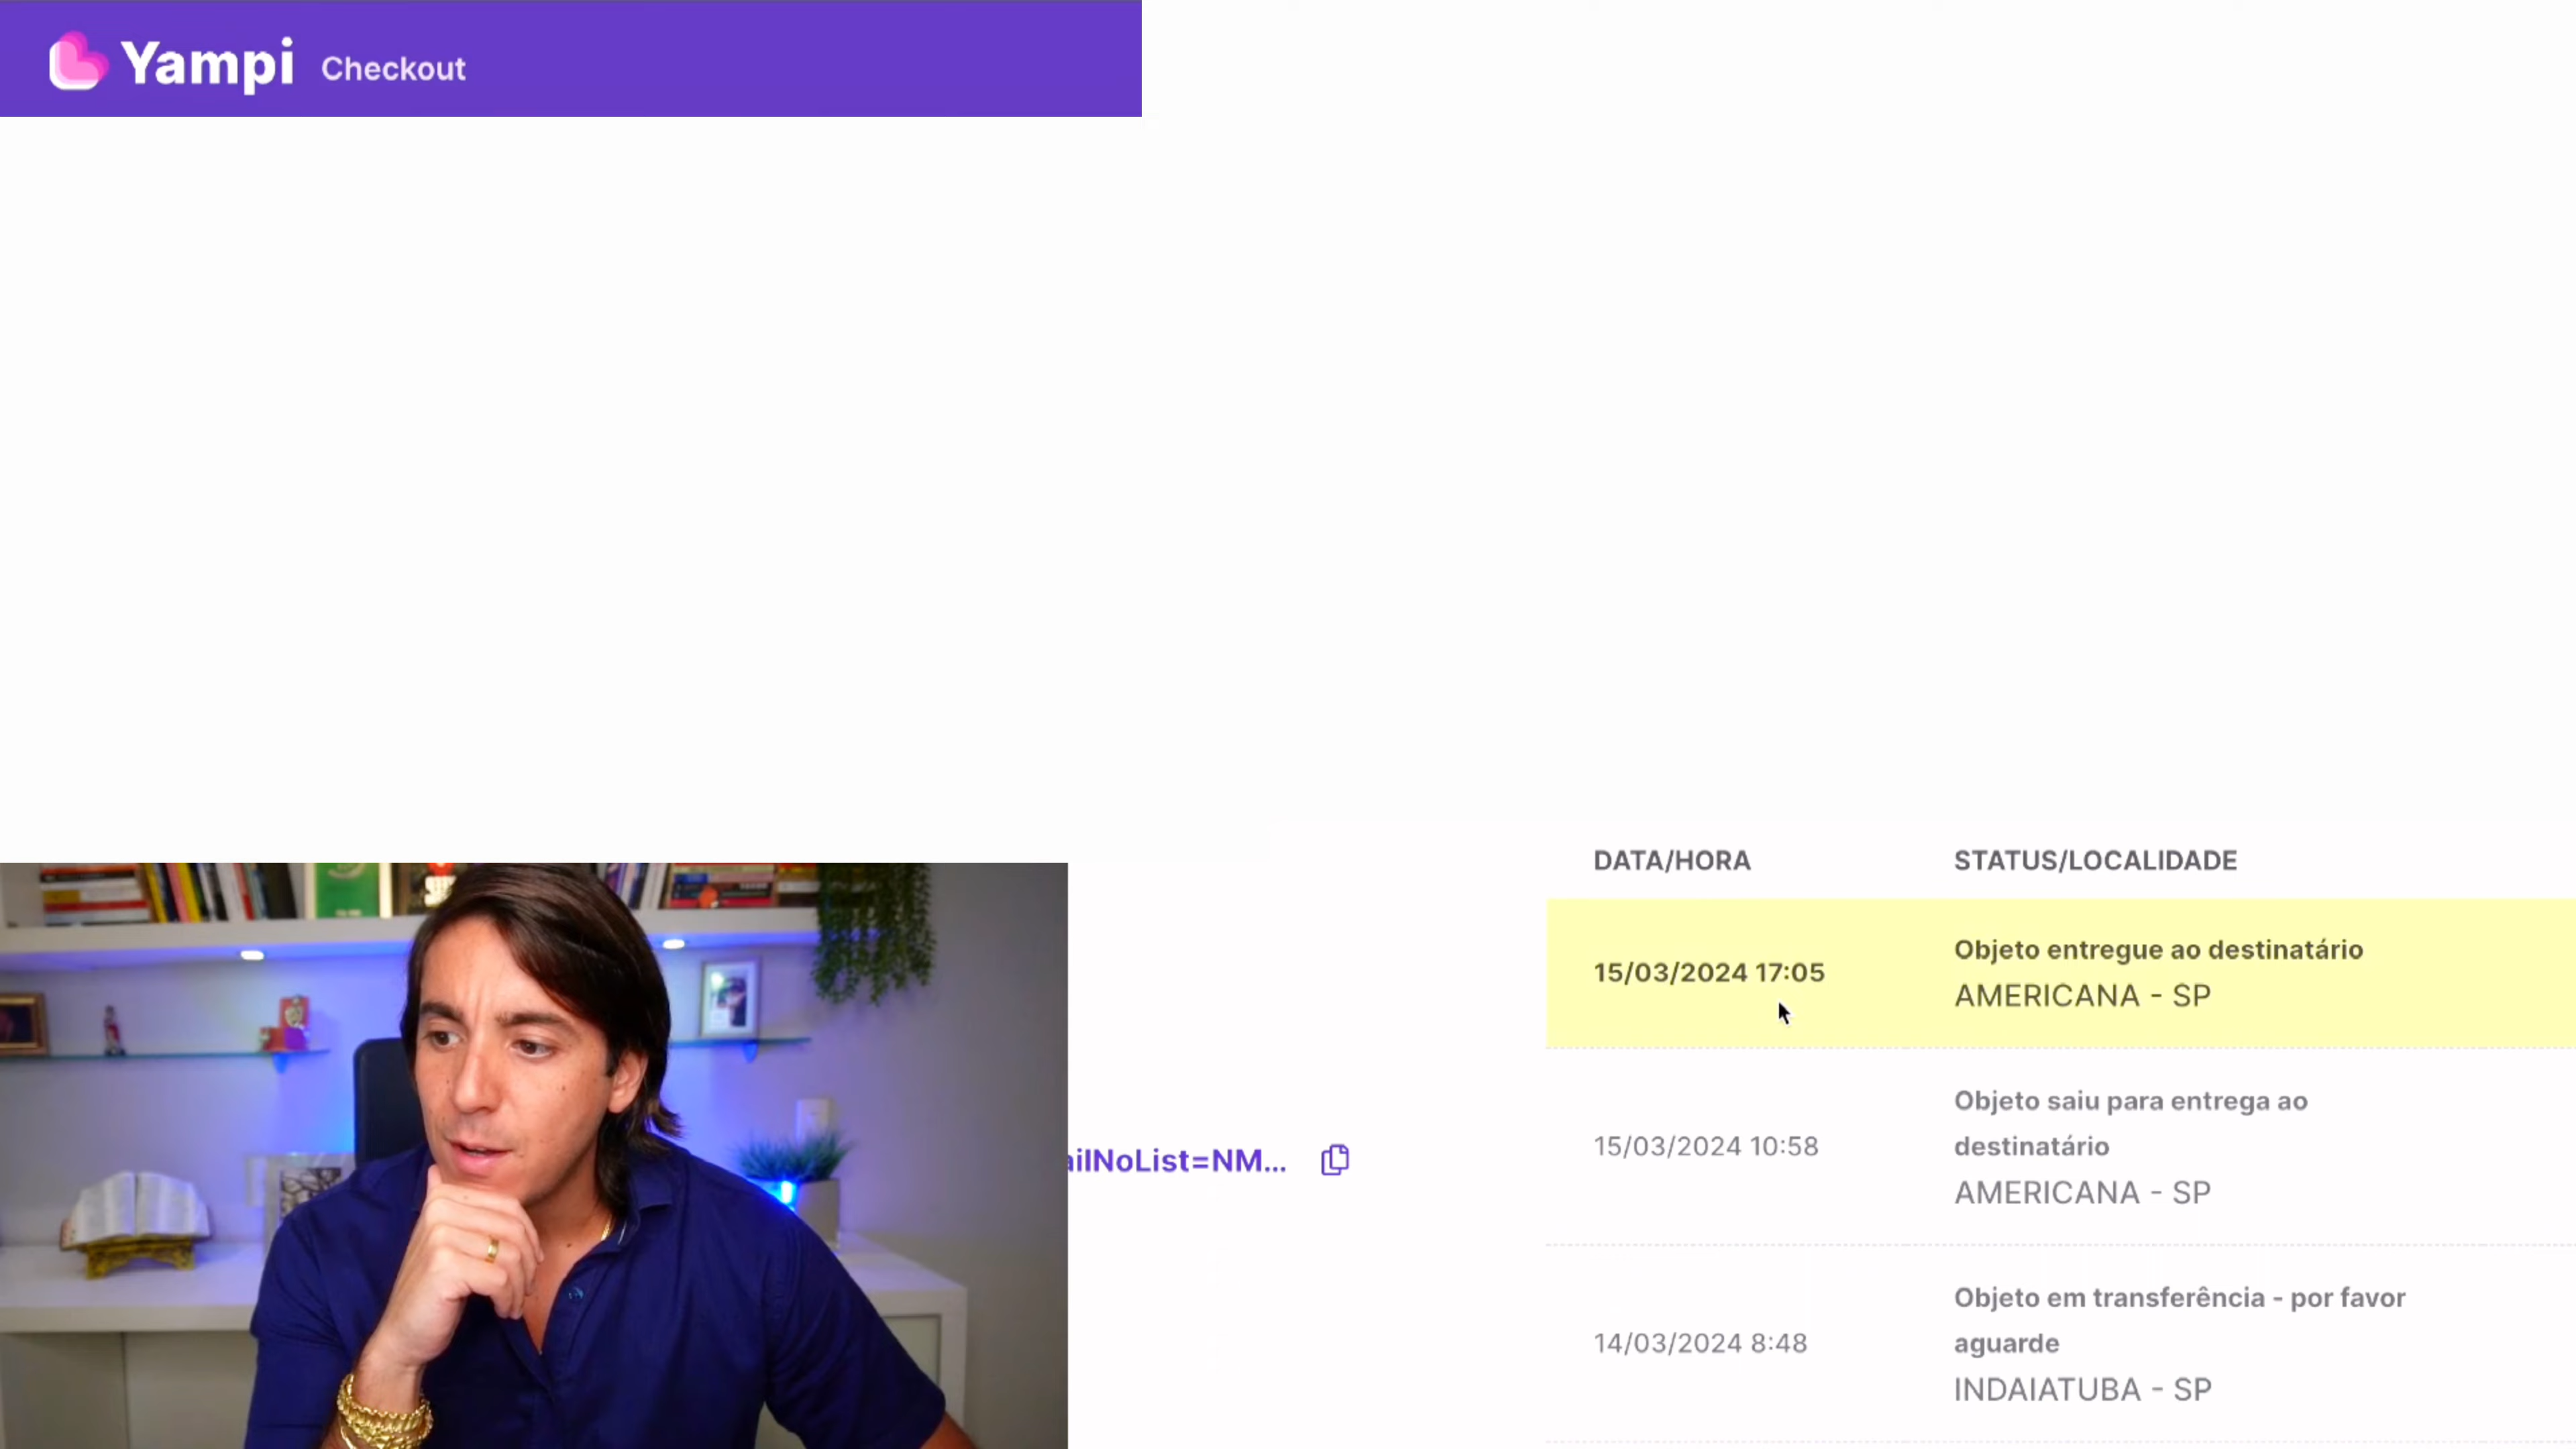 Yampi Checkout
DATA/HORA STATUS/LOCALIDADE
15/03/2024 17:05 Objeto entregue ao destinatário
AMERICANA - SP
15/03/2024 10:58 Objeto saiu para entrega ao
destinatário
AMERICANA - SP
ailNoList=NM...
14/03/2024 8:48 Objeto em transferência - por favor
aguarde
INDAIATUBA - SP